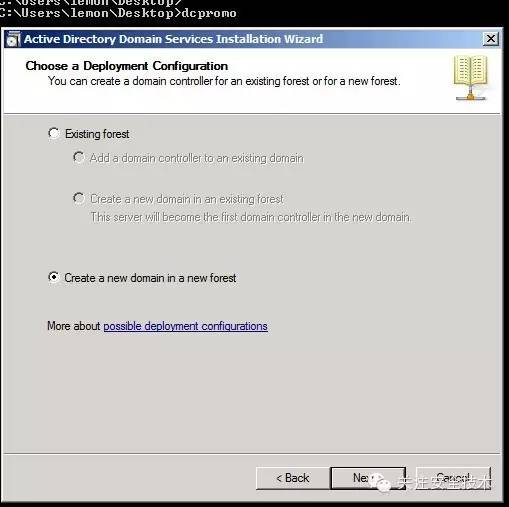 C:\Users\lemon\Desktop>
C:\Users\lemon\Desktop>dcpromo
Active Directory Domain Services Installation Wizard
Choose a Deployment Configuration
You can create a domain controller for an existing forest or for a new forest.
Existing forest
Add a domain controller to an existing domain
Create a new domain in an existing forest
This server will become the first domain controller in the new domain.
Create a new domain in a new forest
More about possible deployment configurations
< Back Next Cancel
关注安全技术